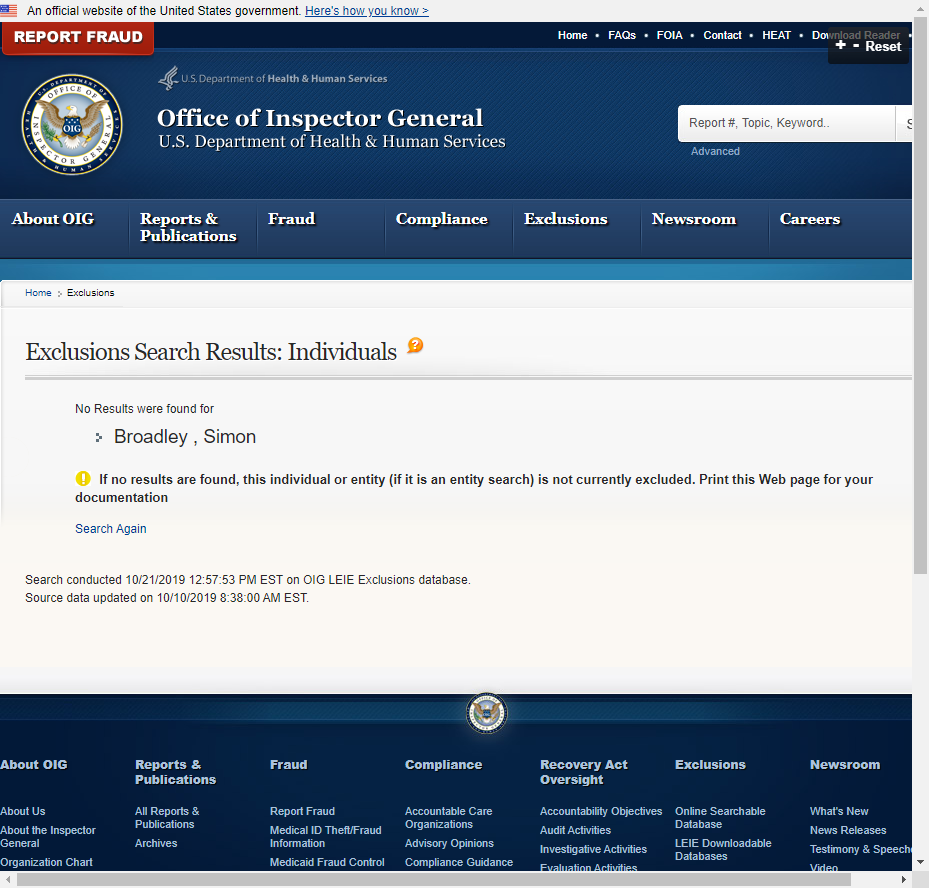 An official website of the United States government. Here's how you know >
REPORT FRAUD
Home • FAQs • FOIA • Contact • HEAT • Download Reader •
+ - Reset
U.S. Department of Health & Human Services
Office of Inspector General
U.S. Department of Health & Human Services
OFFICE OF INSPECTOR GENERAL
OIG
Report #, Topic, Keyword..
Advanced
About OIG
Reports &
Publications
Fraud
Compliance
Exclusions
Newsroom
Careers
Home
Exclusions
Exclusions Search Results: Individuals
?
No Results were found for
Broadley , Simon
! If no results are found, this individual or entity (if it is an entity search) is not currently excluded. Print this Web page for your
documentation
Search Again
Search conducted 10/21/2019 12:57:53 PM EST on OIG LEIE Exclusions database.
Source data updated on 10/10/2019 8:38:00 AM EST.
About OIG
About Us
About the Inspector
General
Organization Chart
Reports &
Publications
All Reports &
Publications
Archives
Fraud
Report Fraud
Medical ID Theft/Fraud
Information
Medicaid Fraud Control
Compliance
Accountable Care
Organizations
Advisory Opinions
Compliance Guidance
Recovery Act
Oversight
Accountability Objectives
Audit Activities
Investigative Activities
Evaluation Activities
Exclusions
Online Searchable
Database
LEIE Downloadable
Databases
Newsroom
What's New
News Releases
Testimony & Speeche
Video